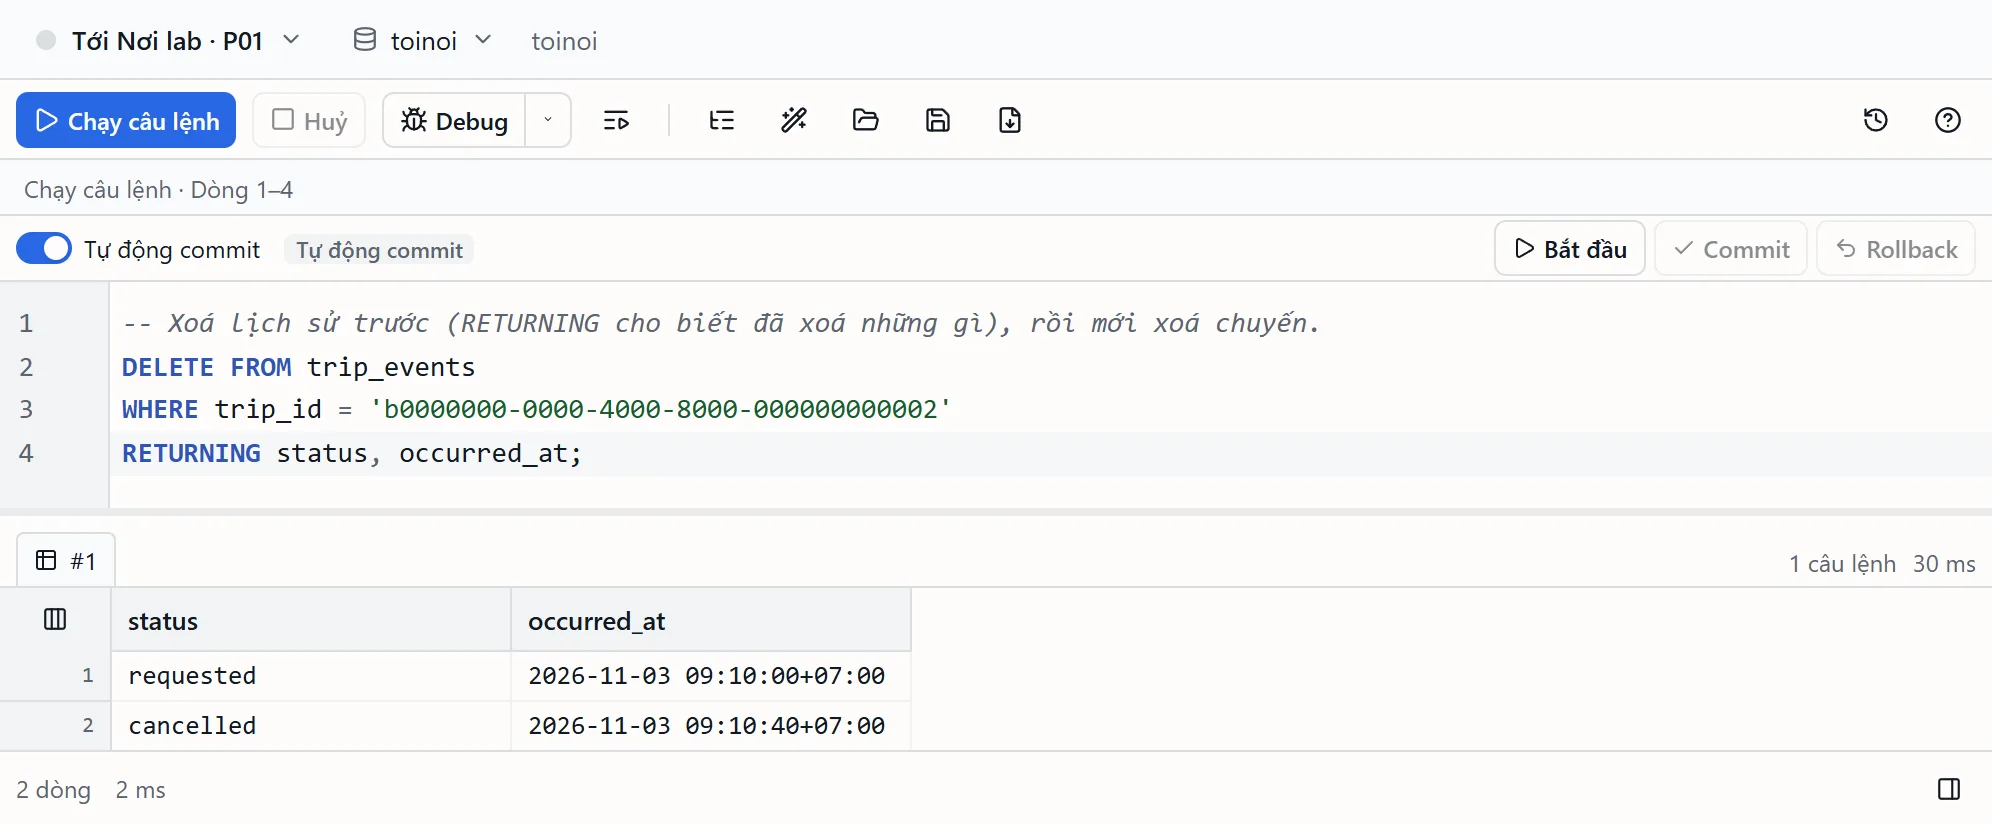 Tới Nơi lab · P01 toinoi toinoi
Chạy câu lệnh Huỷ Debug
Chạy câu lệnh · Dòng 1–4
Tự động commit Tự động commit Bắt đầu Commit Rollback
1 -- Xoá lịch sử trước (RETURNING cho biết đã xoá những gì), rồi mới xoá chuyến.
2 DELETE FROM trip_events
3 WHERE trip_id = 'b0000000-0000-4000-8000-000000000002'
4 RETURNING status, occurred_at;
#1 1 câu lệnh 30 ms
status occurred_at
1 requested 2026-11-03 09:10:00+07:00
2 cancelled 2026-11-03 09:10:40+07:00
2 dòng 2 ms